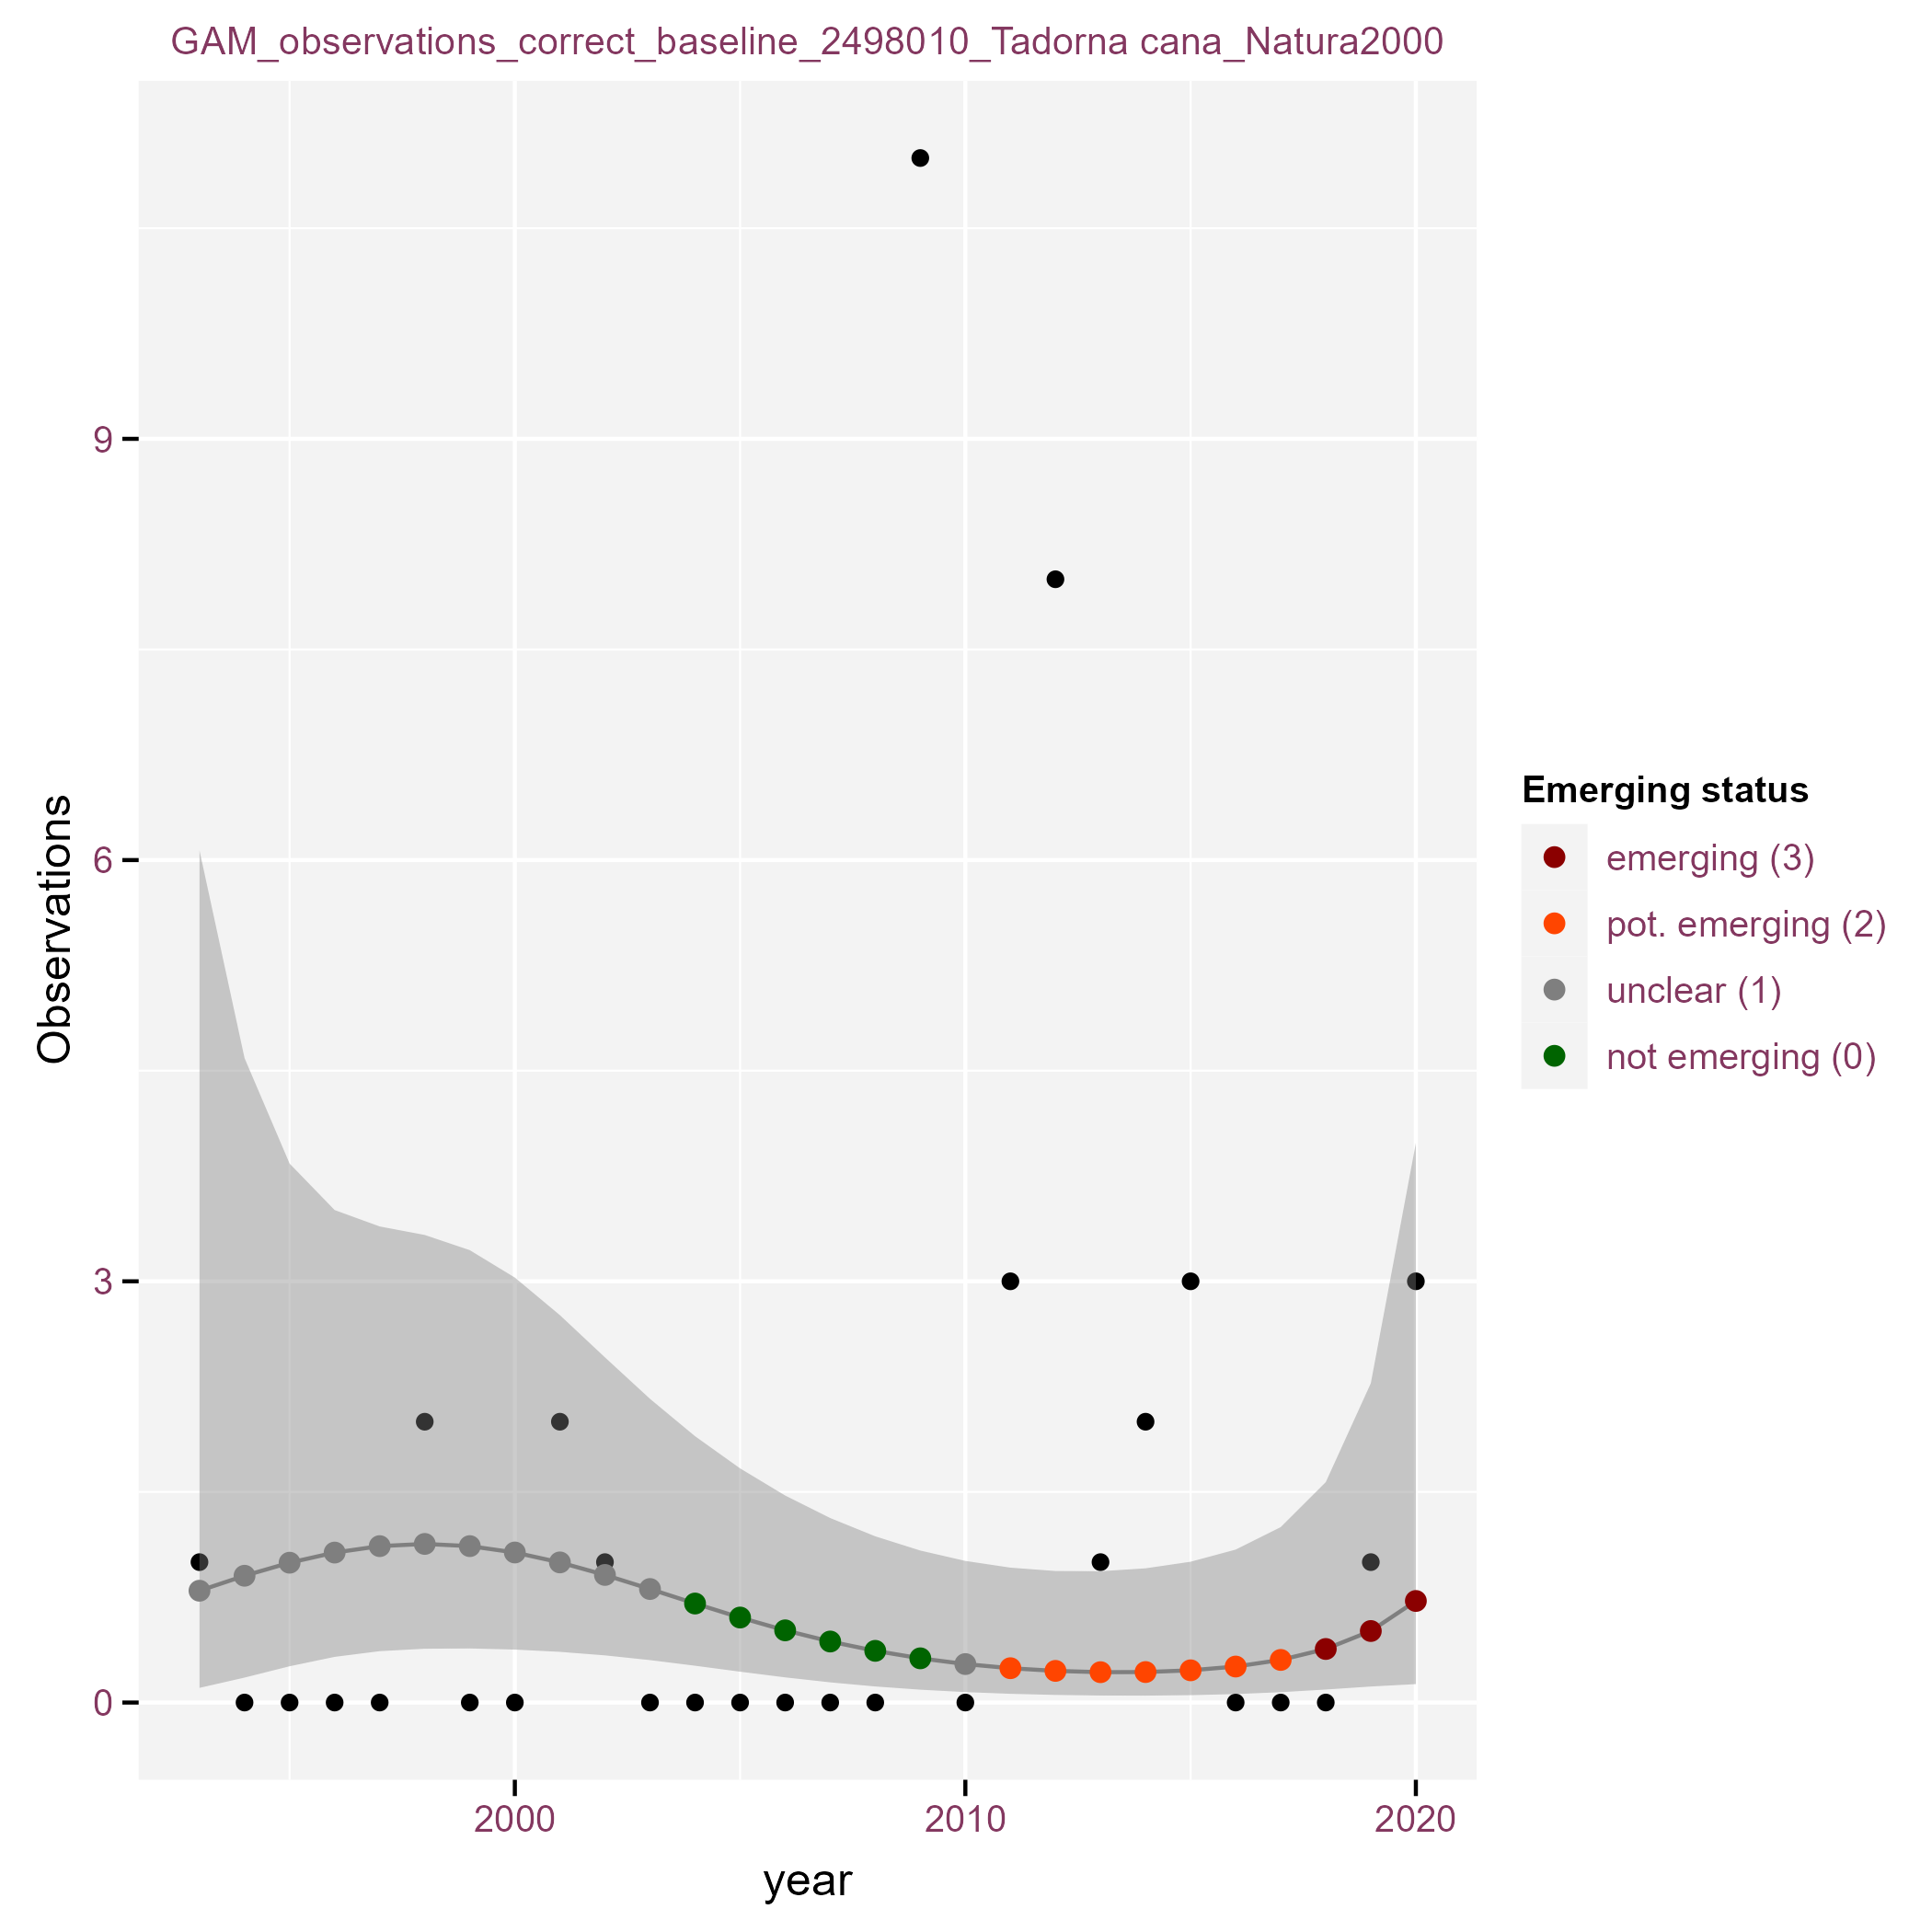 GAM_observations_correct_baseline_2498010_Tadorna cana_Natura2000
Observations
9
6
3
0
2000
2010
2020
year
Emerging status
emerging (3)
pot. emerging (2)
unclear (1)
not emerging (0)